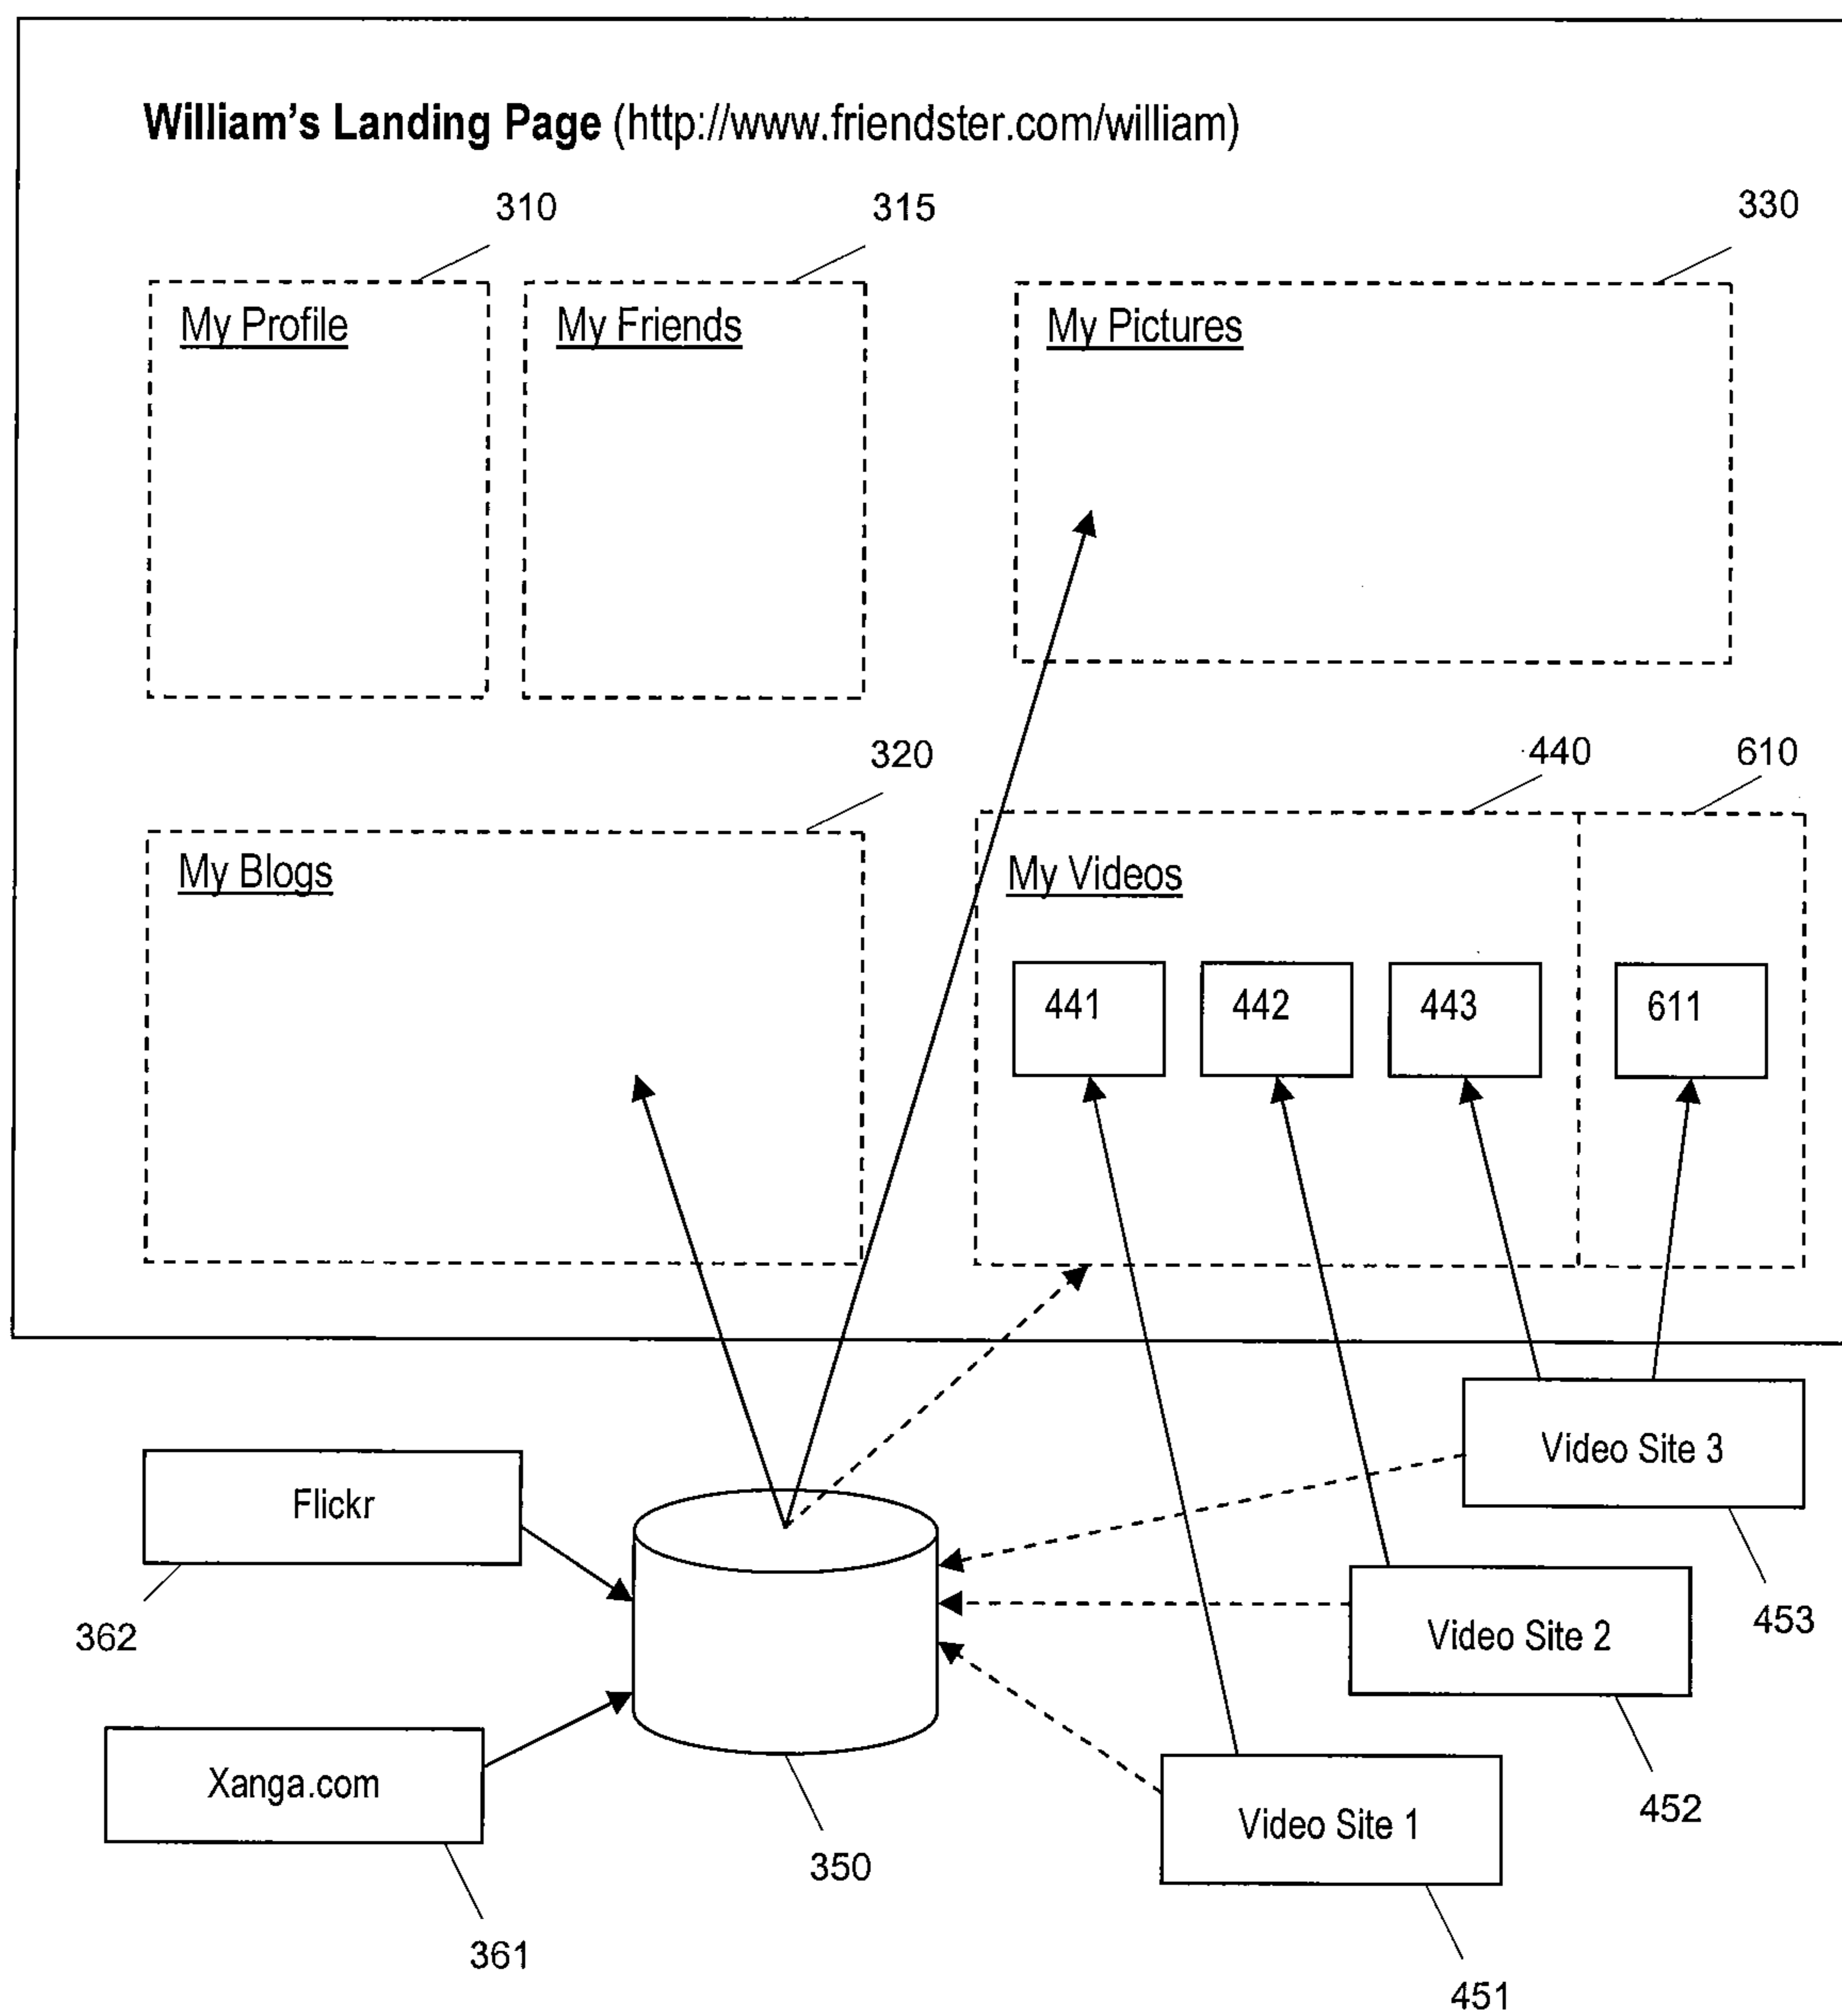 William's Landing Page (http://www.friendster.com/william)
310
315
330
My Profile
My Friends
My Pictures
320
440
610
My Blogs
My Videos
441
442
443
611
Flickr
362
Xanga.com
361
350
Video Site 3
453
Video Site 2
452
Video Site 1
451